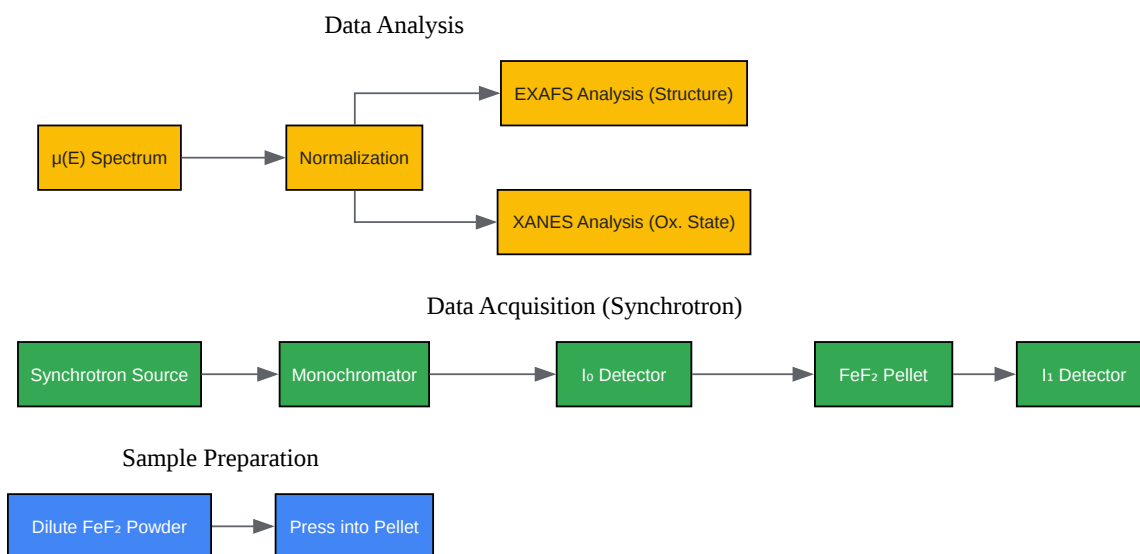 Data Analysis
EXAFS Analysis (Structure)
μ(E) Spectrum
Normalization
XANES Analysis (Ox. State)
Data Acquisition (Synchrotron)
Synchrotron Source
Monochromator
I₀ Detector
FeF₂ Pellet
I₁ Detector
Sample Preparation
Dilute FeF₂ Powder
Press into Pellet